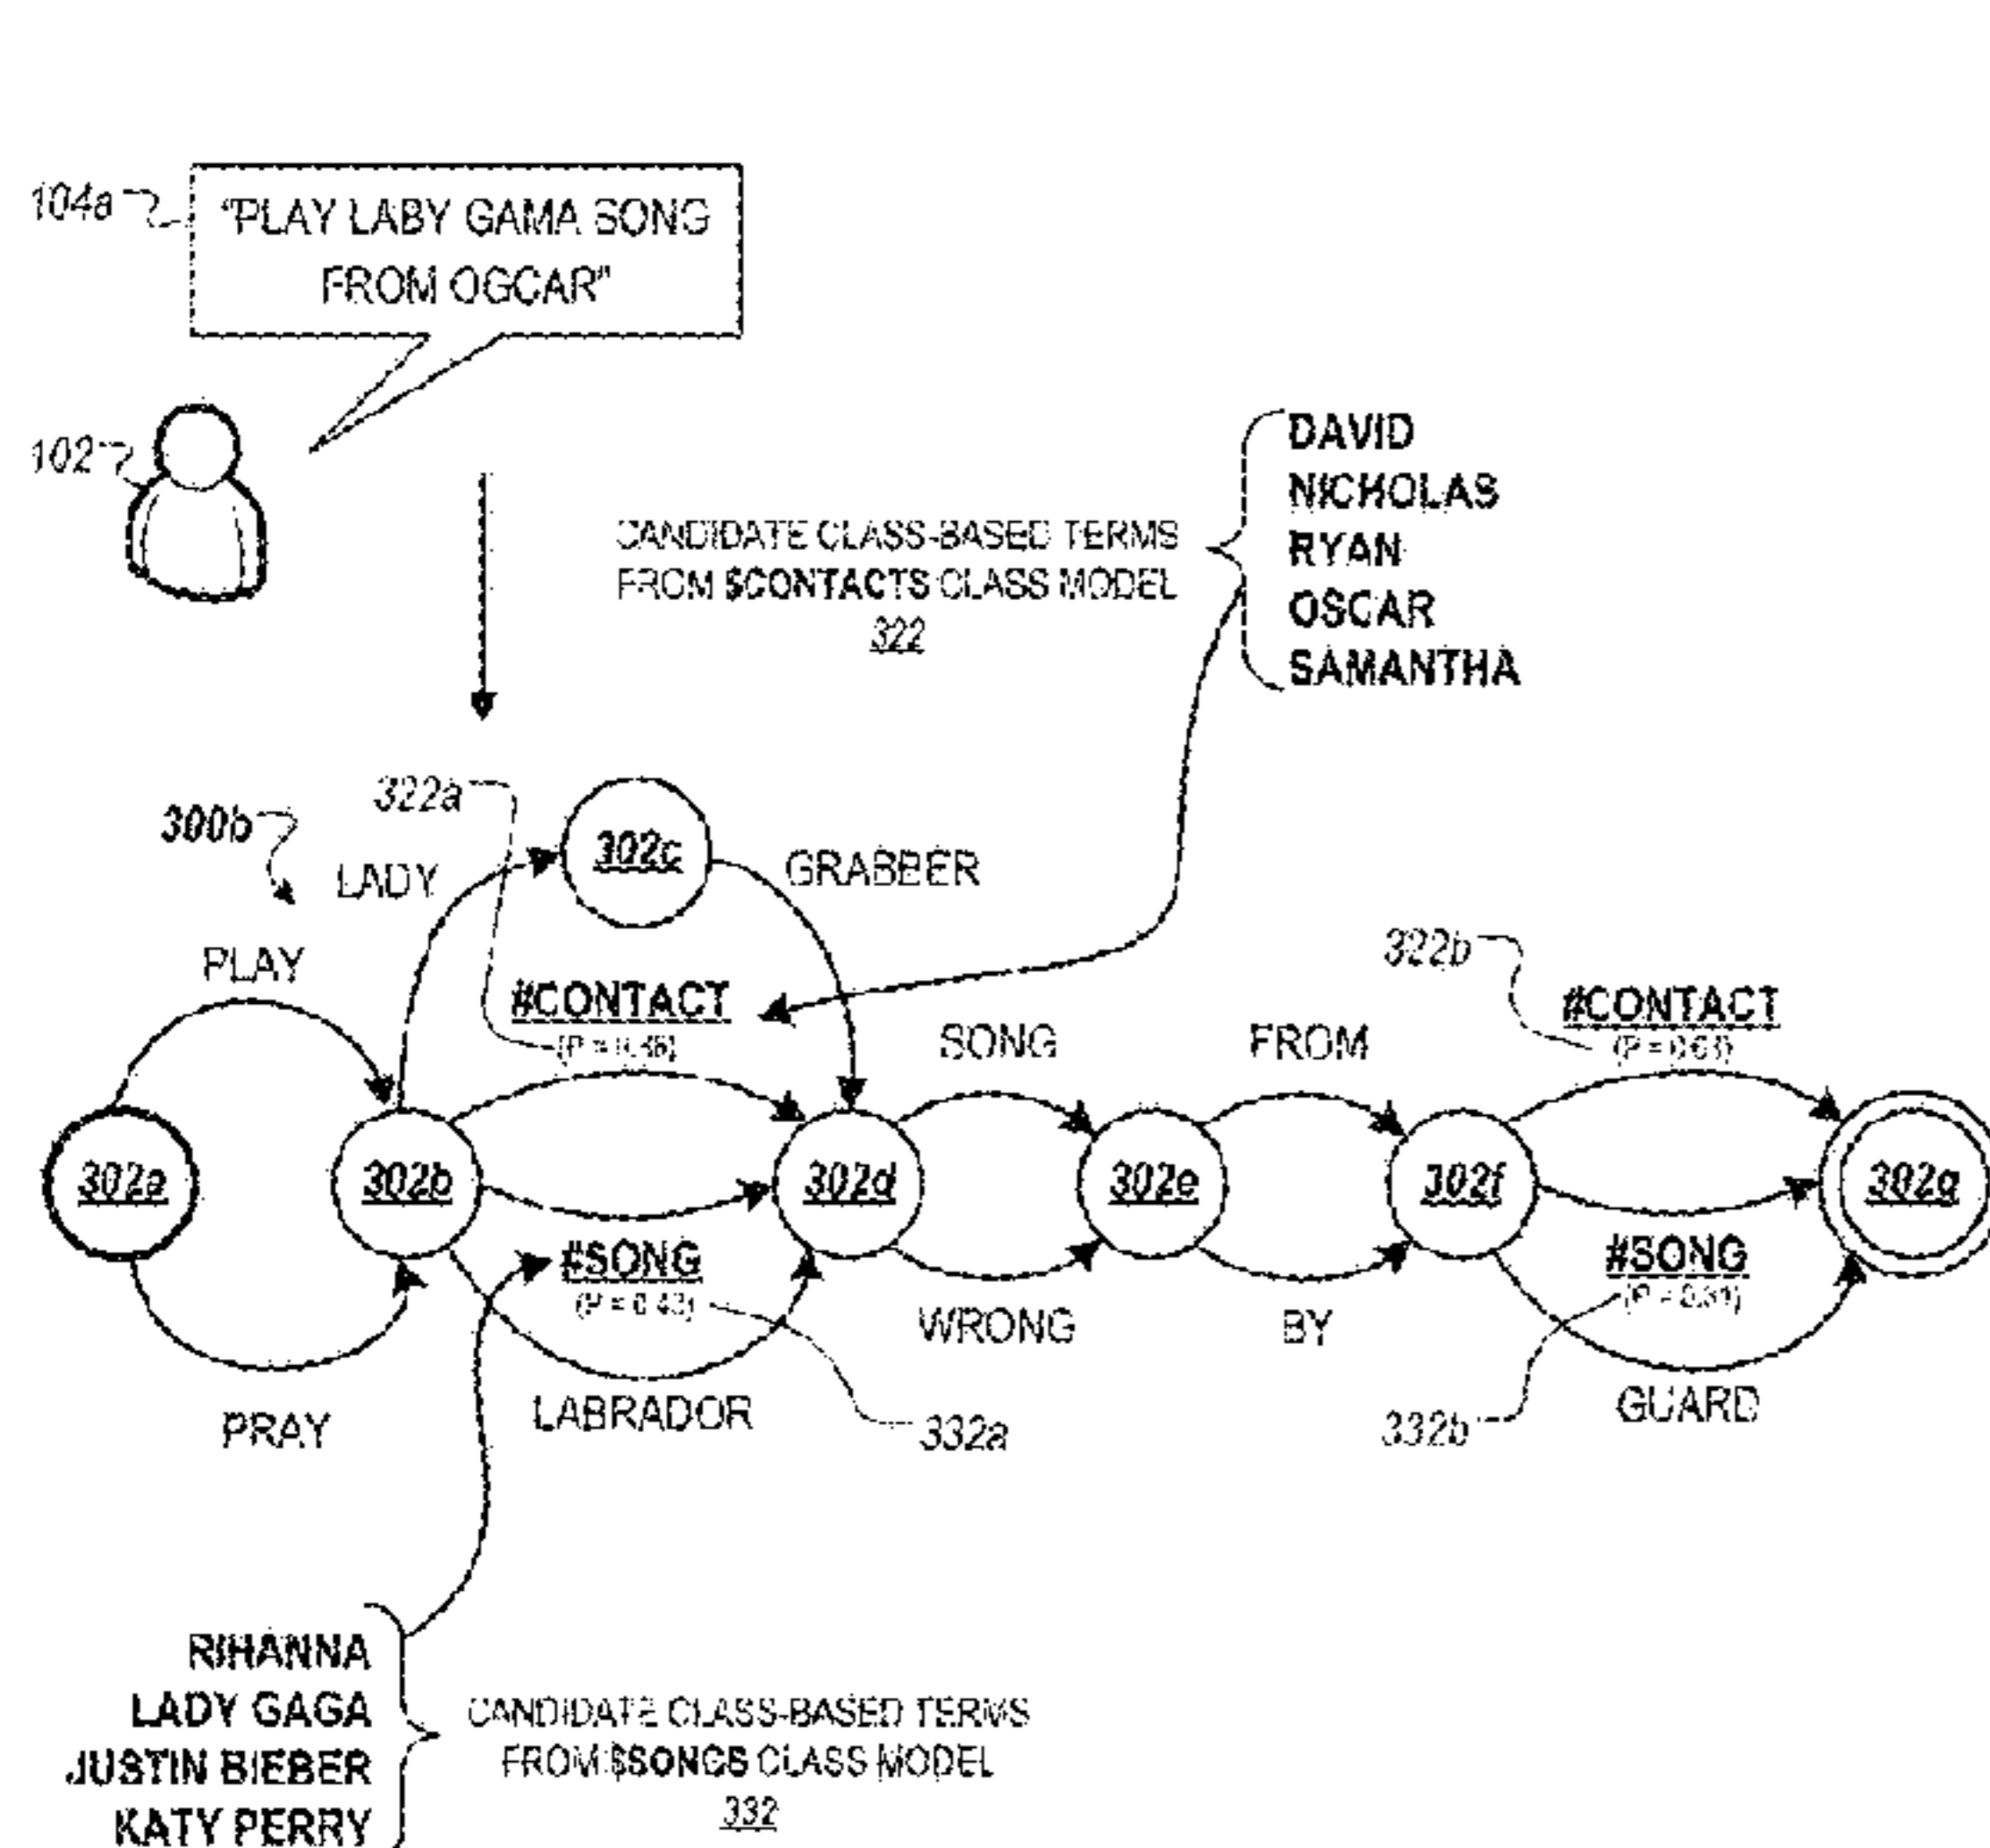 104a
"PLAY LABY GAMA SONG
FROM OGCAR"
102
CANDIDATE CLASS-BASED TERMS
FROM $CONTACTS CLASS MODEL
322
DAVID
NICHOLAS
RYAN
OSCAR
SAMANTHA
300b
322a
LADY
302c
GRABBER
PLAY
#CONTACT
SONG
FROM
322b
#CONTACT
302a
302b
302d
302e
302f
302g
#SONG
#SONG
PRAY
LABRADOR
332a
WRONG
BY
332b
GUARD
RIHANNA
LADY GAGA
JUSTIN BIEBER
KATY PERRY
CANDIDATE CLASS-BASED TERMS
FROM $SONGS CLASS MODEL
332